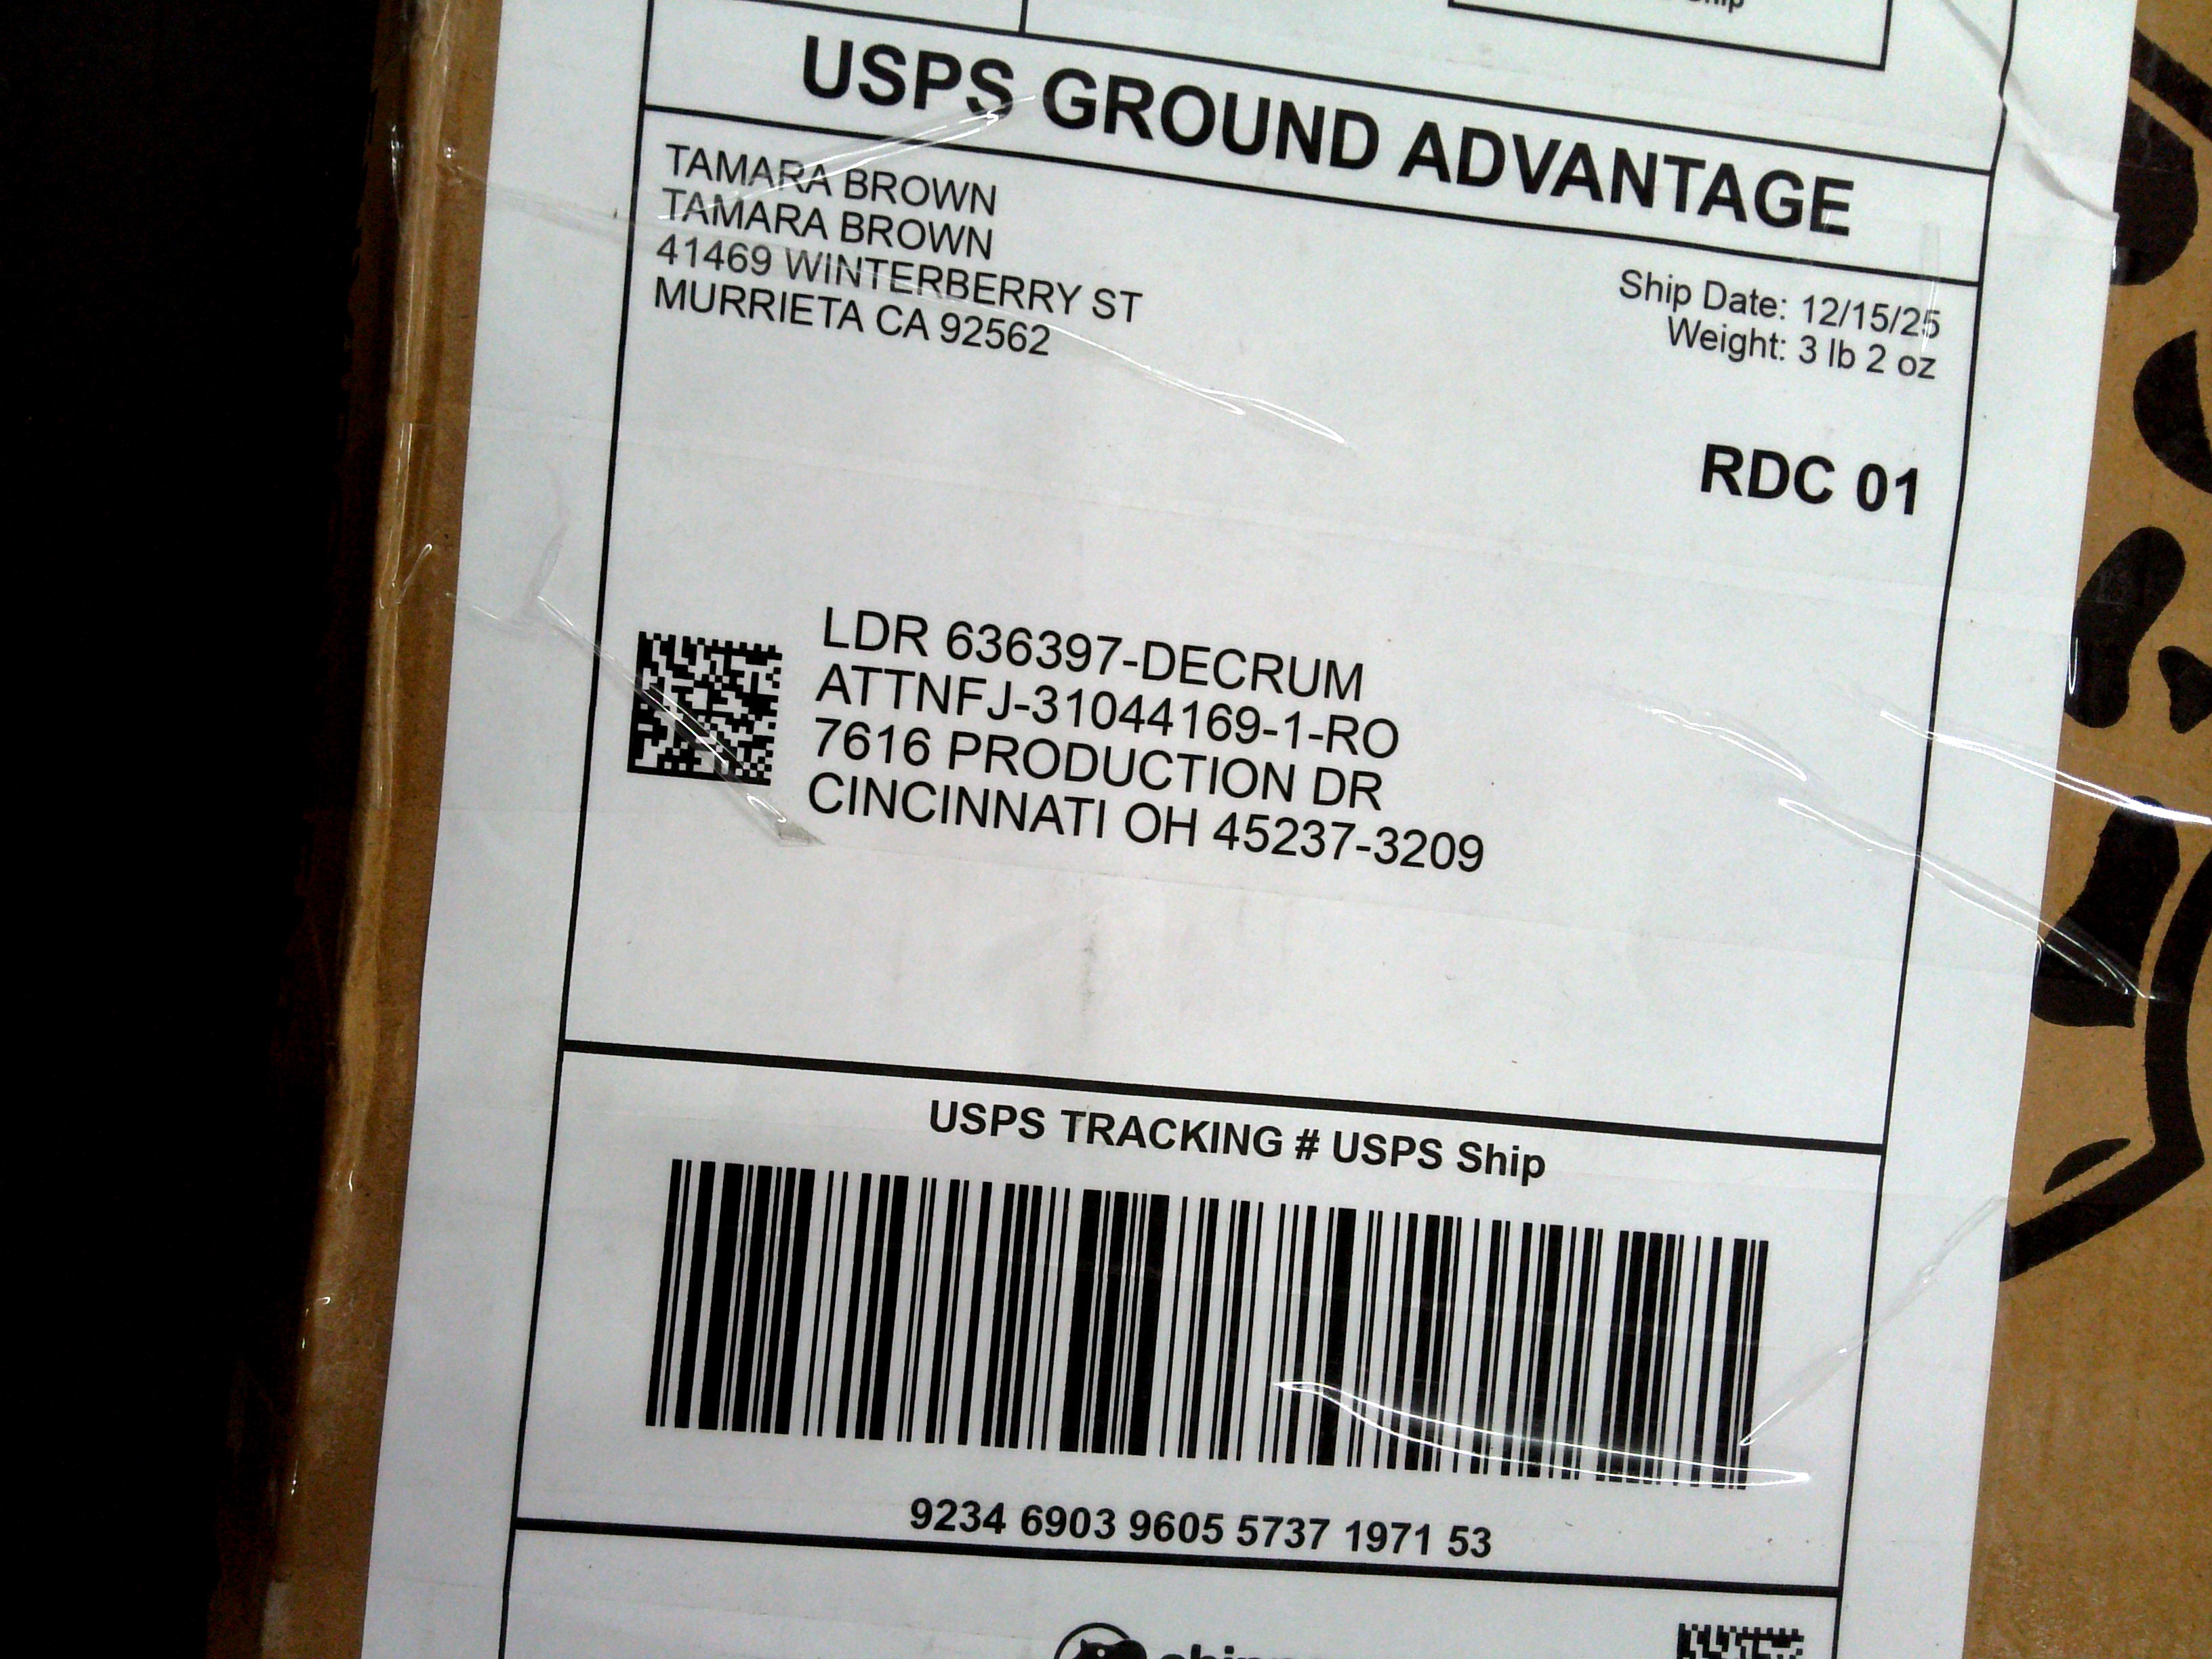 USPS GROUND ADVANTAGE
TAMARA BROWN
TAMARA BROWN
41469 WINTERBERRY ST
MURRIETA CA 92562
Ship Date: 12/15/25
Weight: 3 lb 2 oz
RDC 01
LDR 636397-DECRUM
ATTNFJ-31044169-1-RO
7616 PRODUCTION DR
CINCINNATI OH 45237-3209
USPS TRACKING # USPS Ship
9234 6903 9605 5737 1971 53